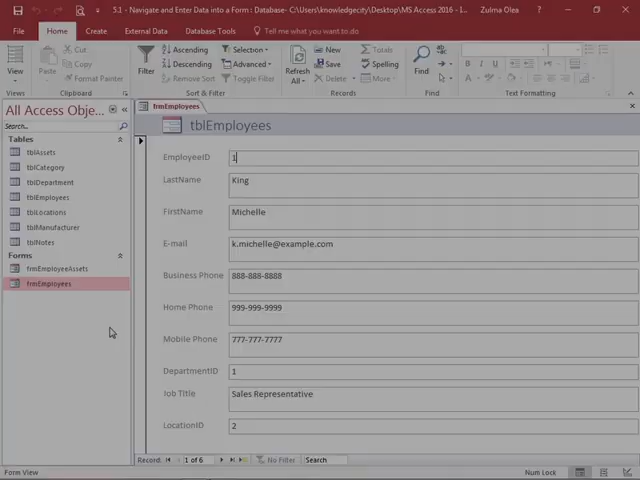 5.1 - Navigate and Enter Data into a Form : Database- C:\Users\knowledgecity\Desktop\MS Access 2016 - I... Zulma Olea
File Home Create External Data Database Tools Tell me what you want to do
View Paste Cut Copy Format Painter
Filter Ascending Descending Remove Sort Selection Advanced Toggle Filter
Refresh All New Save Delete Totals Spelling More
Find B I U A
Views Clipboard Sort & Filter Records Find Text Formatting
All Access Obje...
Search...
Tables
tblAssets
tblCategory
tblDepartment
tblEmployees
tblLocations
tblManufacturer
tblNotes
Forms
frmEmployeeAssets
frmEmployees
frmEmployees
tblEmployees
EmployeeID 1
LastName King
FirstName Michelle
E-mail k.michelle@example.com
Business Phone 888-888-8888
Home Phone 999-999-9999
Mobile Phone 777-777-7777
DepartmentID 1
Job Title Sales Representative
LocationID 2
Record: 1 of 6 No Filter Search
Form View Num Lock